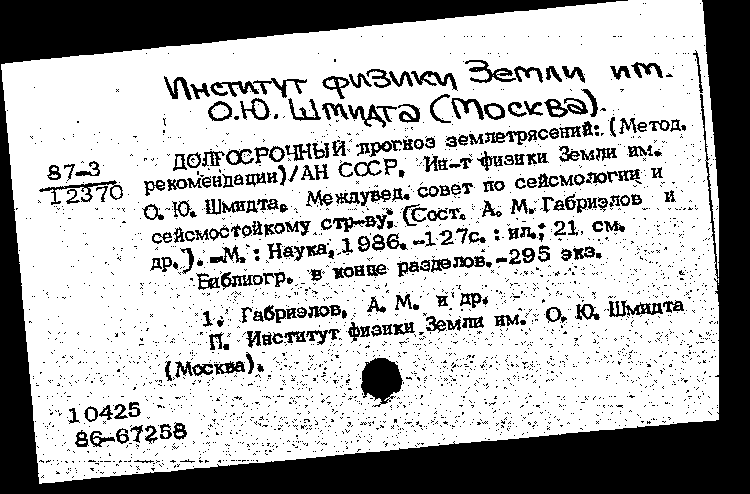 Институт физики Земли им.
О.Ю. Шмидта (Москва).
87-3
12370
ДОЛГОСРОЧНЫЙ прогноз землетрясений: (Метод.
рекомендации)/АН СССР, Ин-т физики Земли им.
О. Ю. Шмидта, Междувед. совет по сейсмологии и
сейсмостойкому стр-ву; (Сост. А. М. Габриэлов и
др.). -М. : Наука, 1986. -127с. : ил.; 21 см.
Библиогр. в конце разделов. -295 экз.
1. Габриэлов, А. М. и др.
П. Институт физики Земли им. О. Ю. Шмидта
(Москва).
10425
86-67258